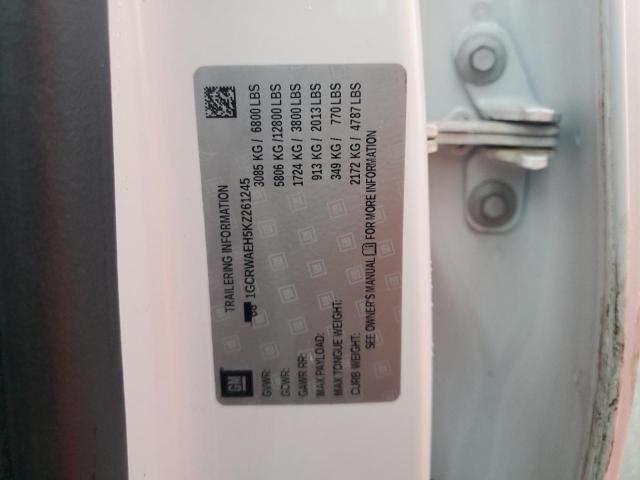 TRAILERING INFORMATION
1GCRWAEH5KZ261245
GM
GVWR: 3085 KG / 6800 LBS
GCWR: 5806 KG /12800 LBS
GAWR RR: 1724 KG / 3800 LBS
MAX PAYLOAD: 913 KG / 2013 LBS
MAX TONGUE WEIGHT: 349 KG / 770 LBS
CURB WEIGHT: 2172 KG / 4787 LBS
SEE OWNER'S MANUAL FOR MORE INFORMATION